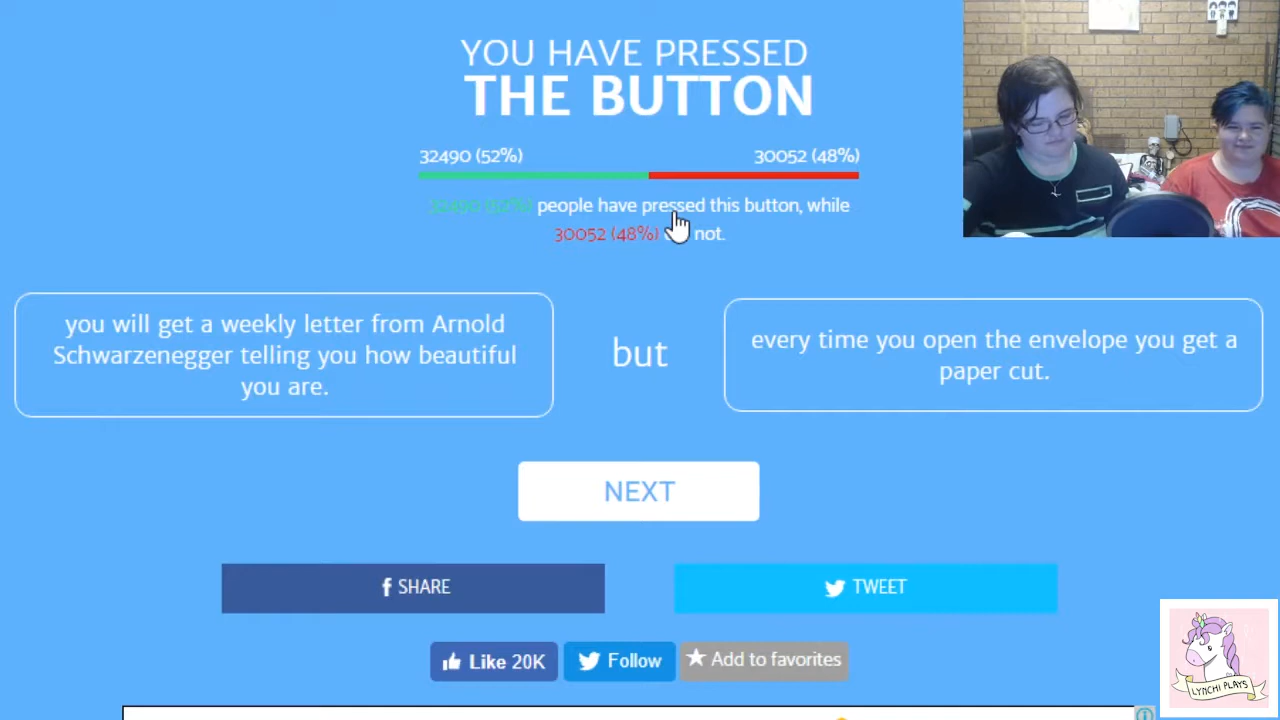 YOU HAVE PRESSED
THE BUTTON
32490 (52%) 30052 (48%)
32490 (52%) people have pressed this button, while
30052 (48%) not.
you will get a weekly letter from Arnold
Schwarzenegger telling you how beautiful
you are.
but
every time you open the envelope you get a
paper cut.
NEXT
f SHARE
TWEET
Like 20K
Follow
Add to favorites
LYNCHI PLAYS